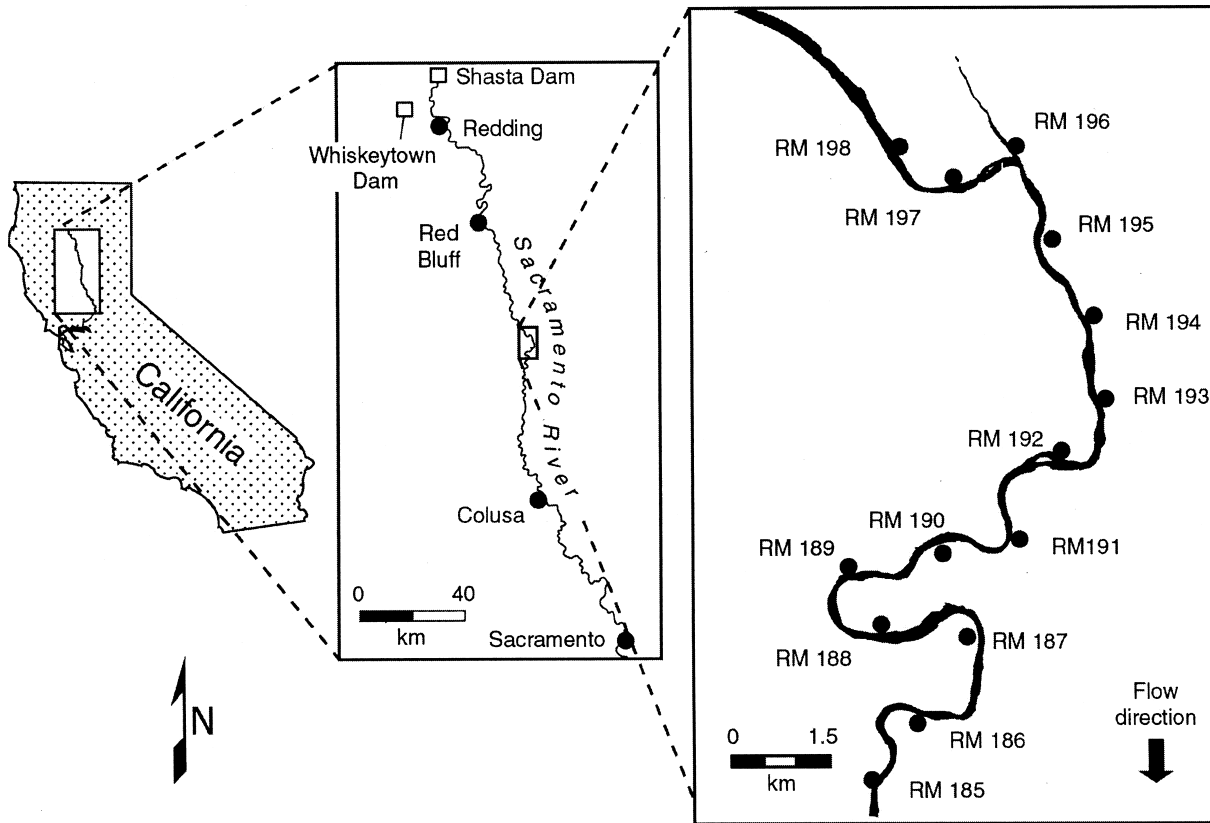 California
N
Shasta Dam
Redding
Whiskeytown
Dam
Red
Bluff
Sacramento River
Colusa
0 40
km
Sacramento
RM 198
RM 197
RM 196
RM 195
RM 194
RM 193
RM 192
RM191
RM 190
RM 189
RM 188
RM 187
RM 186
RM 185
0 1.5
km
Flow
direction